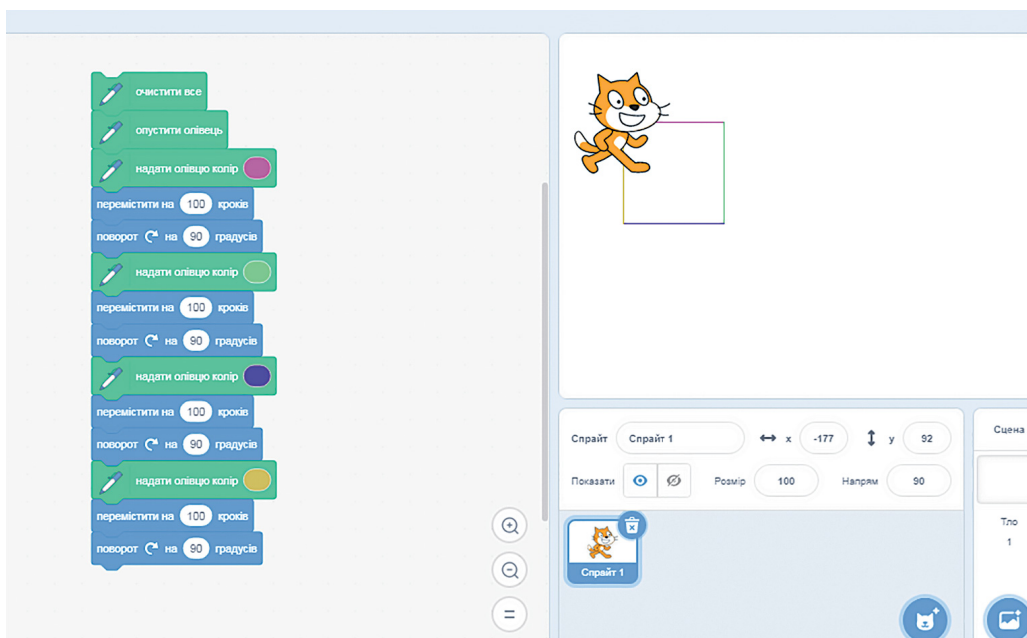 очистити все
опустити олівець
надати олівцю колір
перемістити на 100 кроків
поворот на 90 градусів
надати олівцю колір
перемістити на 100 кроків
поворот на 90 градусів
надати олівцю колір
перемістити на 100 кроків
поворот на 90 градусів
надати олівцю колір
перемістити на 100 кроків
поворот на 90 градусів
Спрайт Спрайт 1 x -177 y 92
Показати Розмір 100 Напрям 90
Спрайт 1
Сцена
Тло
1